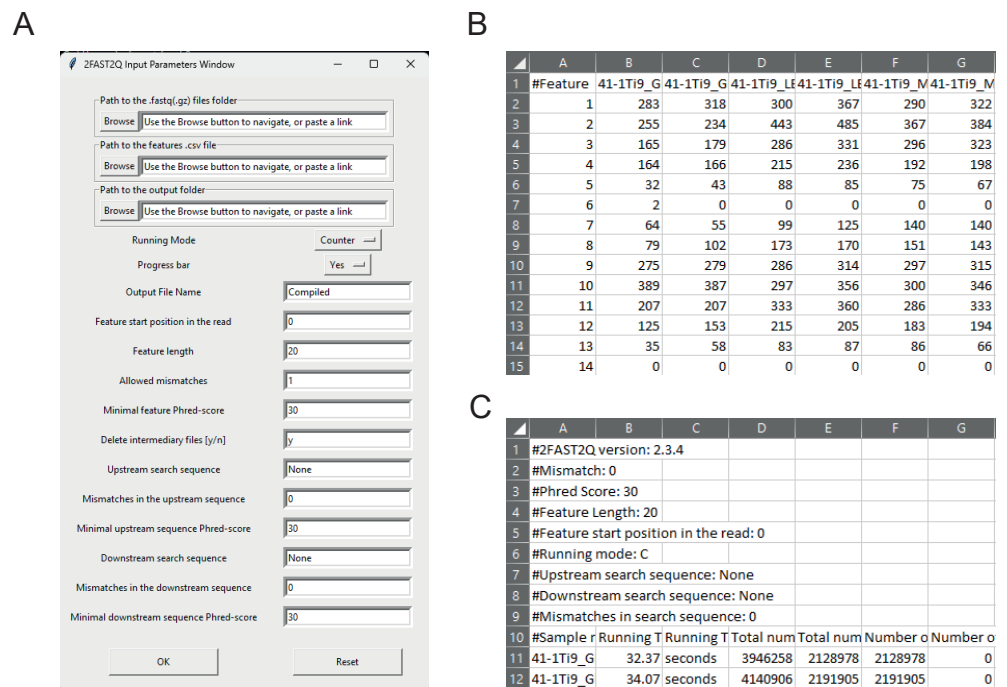 A
2FAST2Q Input Parameters Window
Path to the .fastq(.gz) files folder
Browse Use the Browse button to navigate, or paste a link
Path to the features .csv file
Browse Use the Browse button to navigate, or paste a link
Path to the output folder
Browse Use the Browse button to navigate, or paste a link
Running Mode Counter
Progress bar Yes
Output File Name Compiled
Feature start position in the read 0
Feature length 20
Allowed mismatches 1
Minimal feature Phred-score 30
Delete intermediary files [y/n] y
Upstream search sequence None
Mismatches in the upstream sequence 0
Minimal upstream sequence Phred-score 30
Downstream search sequence None
Mismatches in the downstream sequence 0
Minimal downstream sequence Phred-score 30
OK Reset
B
A B C D E F G
1 #Feature 41-1Ti9_G 41-1Ti9_G 41-1Ti9_LE 41-1Ti9_LE 41-1Ti9_M 41-1Ti9_M
2 1 283 318 300 367 290 322
3 2 255 234 443 485 367 384
4 3 165 179 286 331 296 323
5 4 164 166 215 236 192 198
6 5 32 43 88 85 75 67
7 6 2 0 0 0 0 0
8 7 64 55 99 125 140 140
9 8 79 102 173 170 151 143
10 9 275 279 286 314 297 315
11 10 389 387 297 356 300 346
12 11 207 207 333 360 286 333
13 12 125 153 215 205 183 194
14 13 35 58 83 87 86 66
15 14 0 0 0 0 0 0
C
A B C D E F G
1 #2FAST2Q version: 2.3.4
2 #Mismatch: 0
3 #Phred Score: 30
4 #Feature Length: 20
5 #Feature start position in the read: 0
6 #Running mode: C
7 #Upstream search sequence: None
8 #Downstream search sequence: None
9 #Mismatches in search sequence: 0
10 #Sample r Running T Running T Total num Total num Number o Number o
11 41-1Ti9_G 32.37 seconds 3946258 2128978 2128978 0
12 41-1Ti9_G 34.07 seconds 4140906 2191905 2191905 0